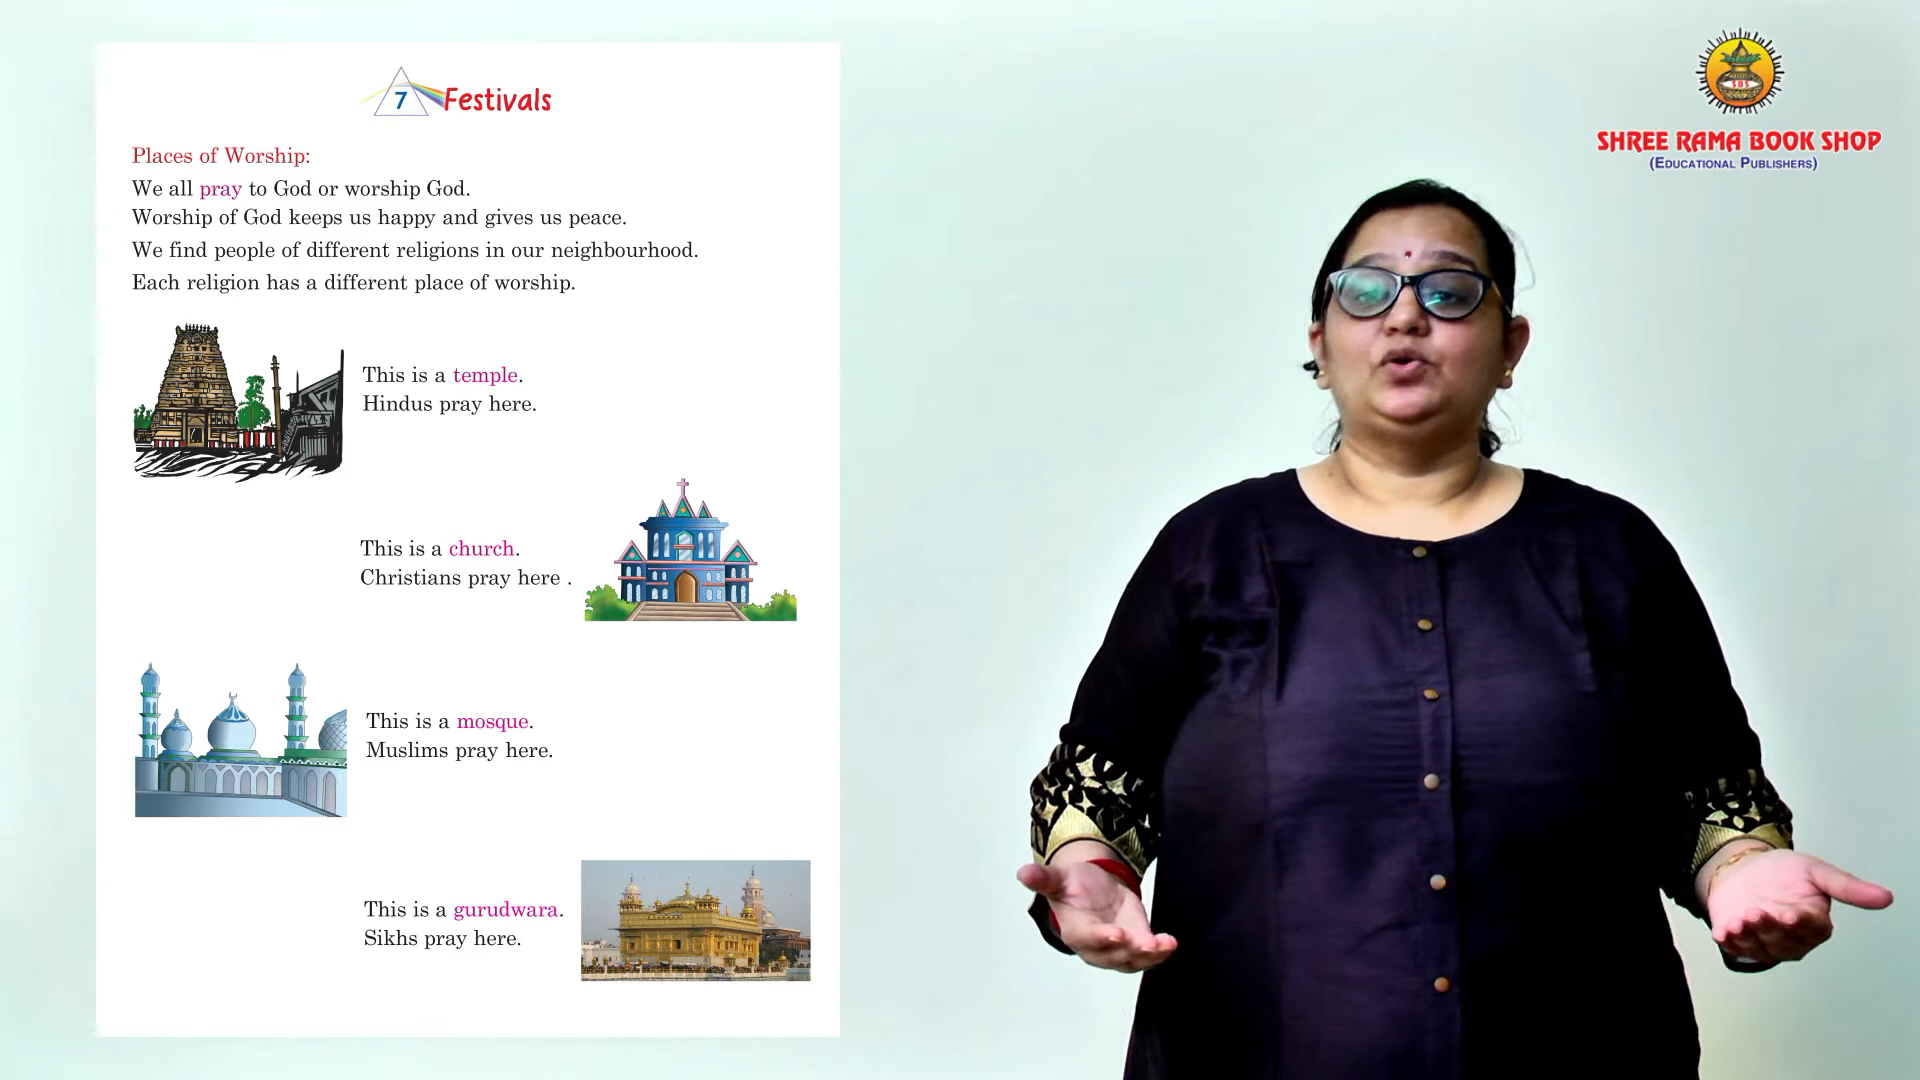 7 Festivals
Places of Worship:
We all pray to God or worship God.
Worship of God keeps us happy and gives us peace.
We find people of different religions in our neighbourhood.
Each religion has a different place of worship.
This is a temple.
Hindus pray here.
This is a church.
Christians pray here .
This is a mosque.
Muslims pray here.
This is a gurudwara.
Sikhs pray here.
SBS
SHREE RAMA BOOK SHOP
(EDUCATIONAL PUBLISHERS)